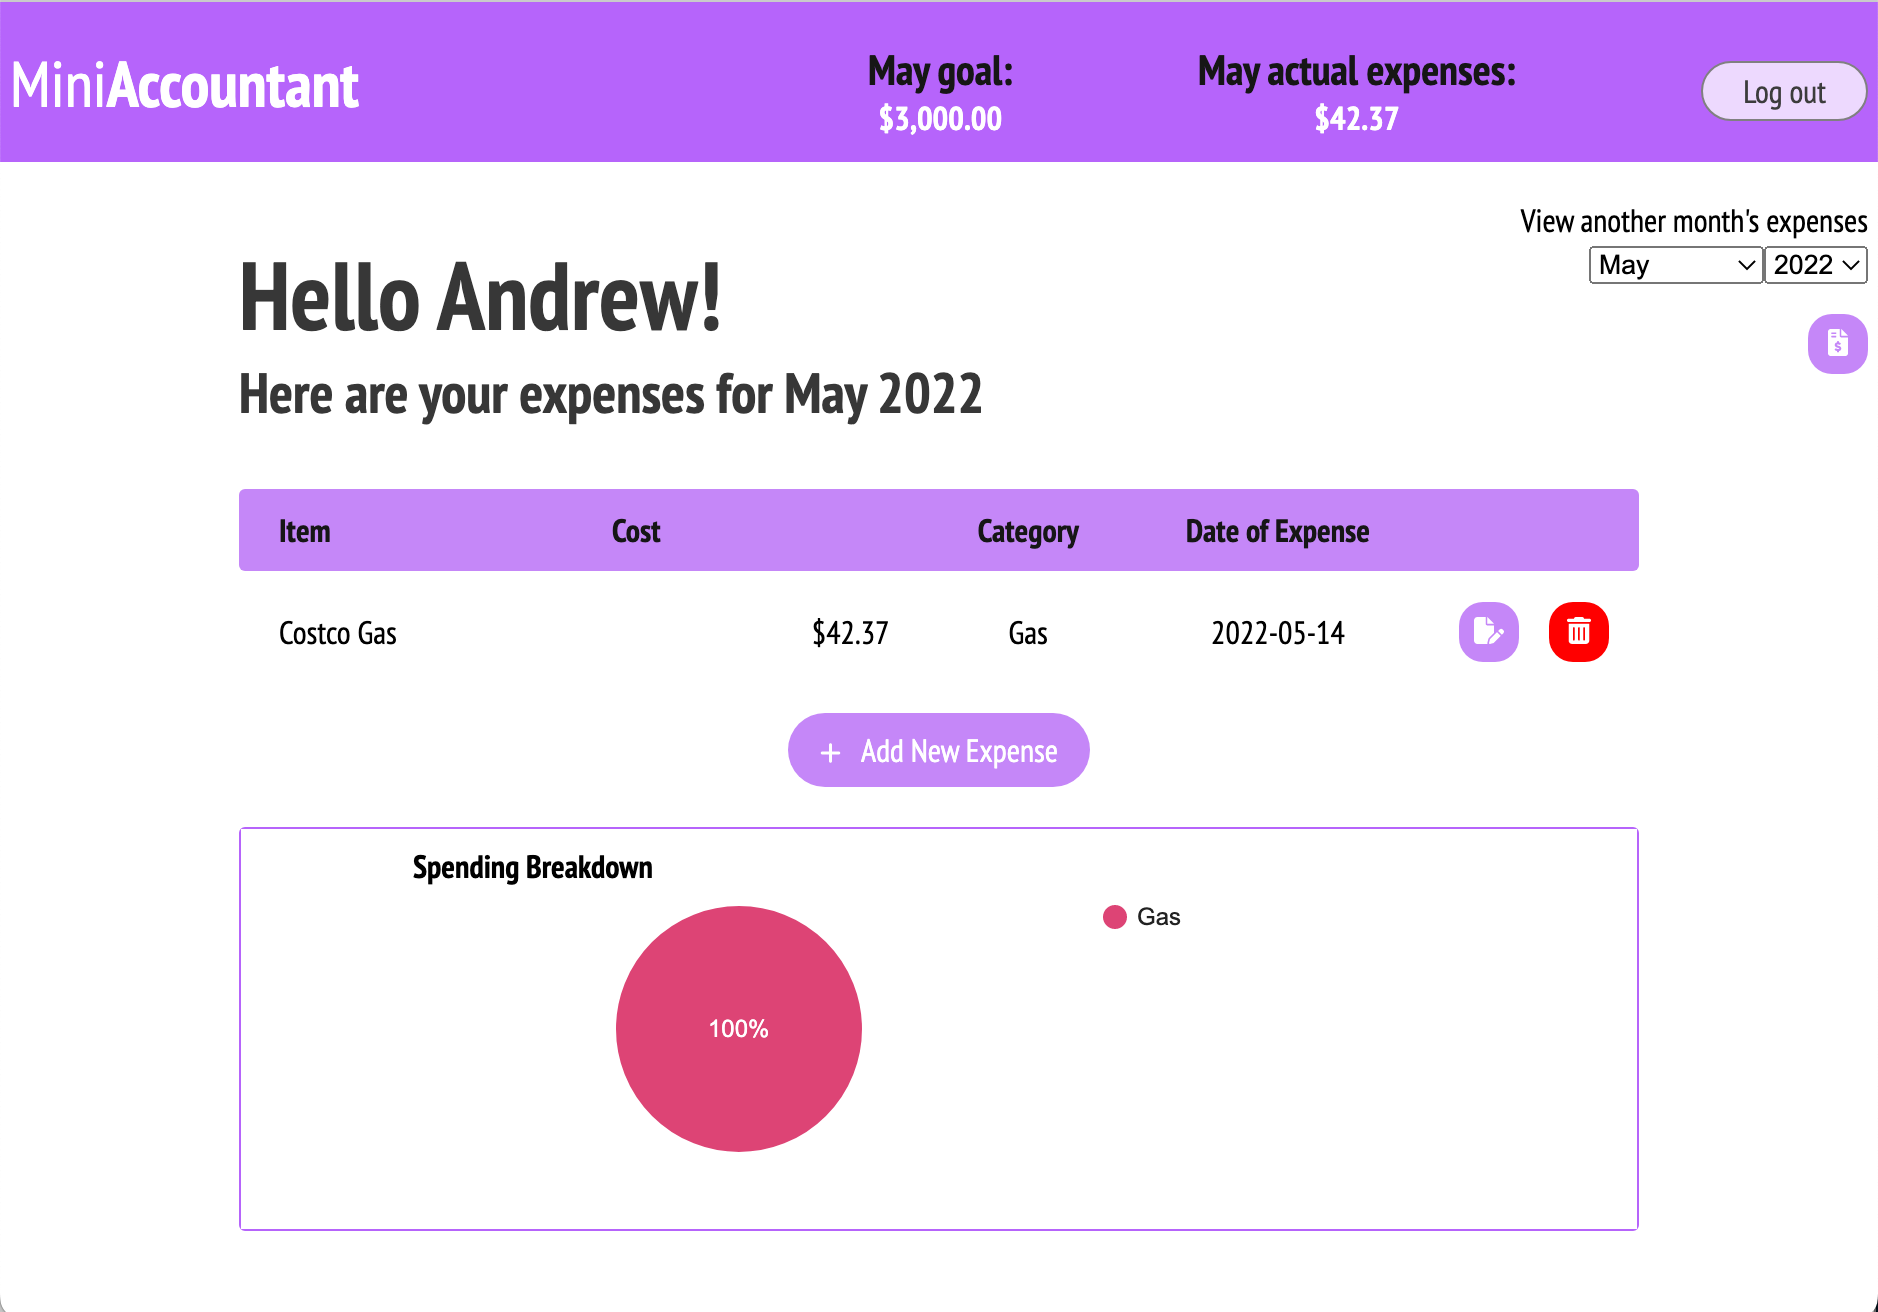 MiniAccountant
May goal:
$3,000.00
May actual expenses:
$42.37
Log out
View another month's expenses
May 2022
Hello Andrew!
Here are your expenses for May 2022
Item Cost Category Date of Expense
Costco Gas $42.37 Gas 2022-05-14
+ Add New Expense
Spending Breakdown
Gas
100%